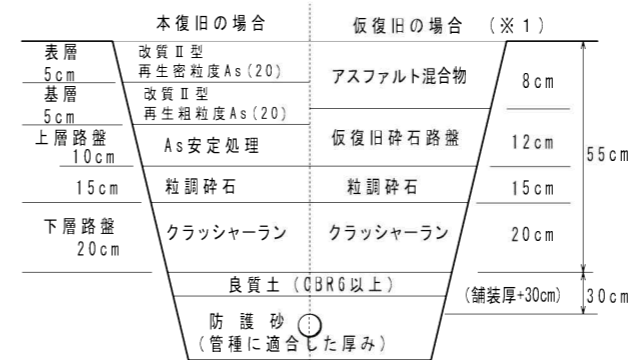 本復旧の場合 仮復旧の場合 (※1)
表層
5cm
改質Ⅱ型
再生密粒度As(20)
アスファルト混合物
8cm
基層
5cm
改質Ⅱ型
再生粗粒度As(20)
上層路盤
10cm
As安定処理
仮復旧砕石路盤
12cm
55cm
15cm
粒調砕石
粒調砕石
15cm
下層路盤
20cm
クラッシャーラン
クラッシャーラン
20cm
良質土(CBR6以上)
(舗装厚+30cm)
30cm
防護砂
(管種に適合した厚み)